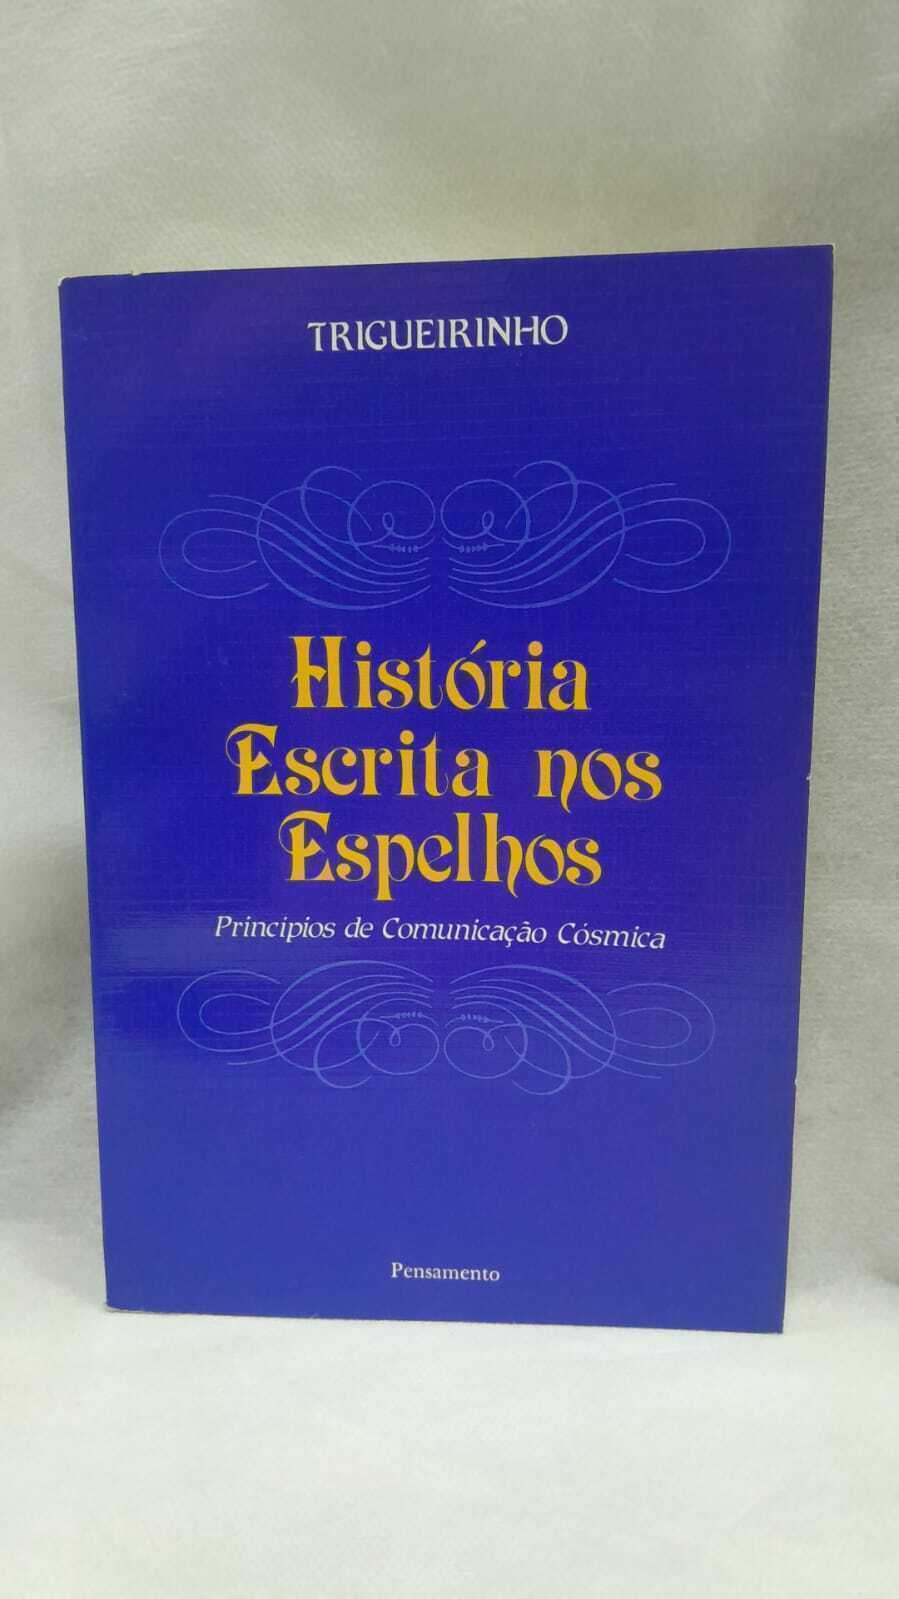 TRIGUEIRINHO
História
Escrita nos
Espelhos
Princípios de Comunicação Cósmica
Pensamento